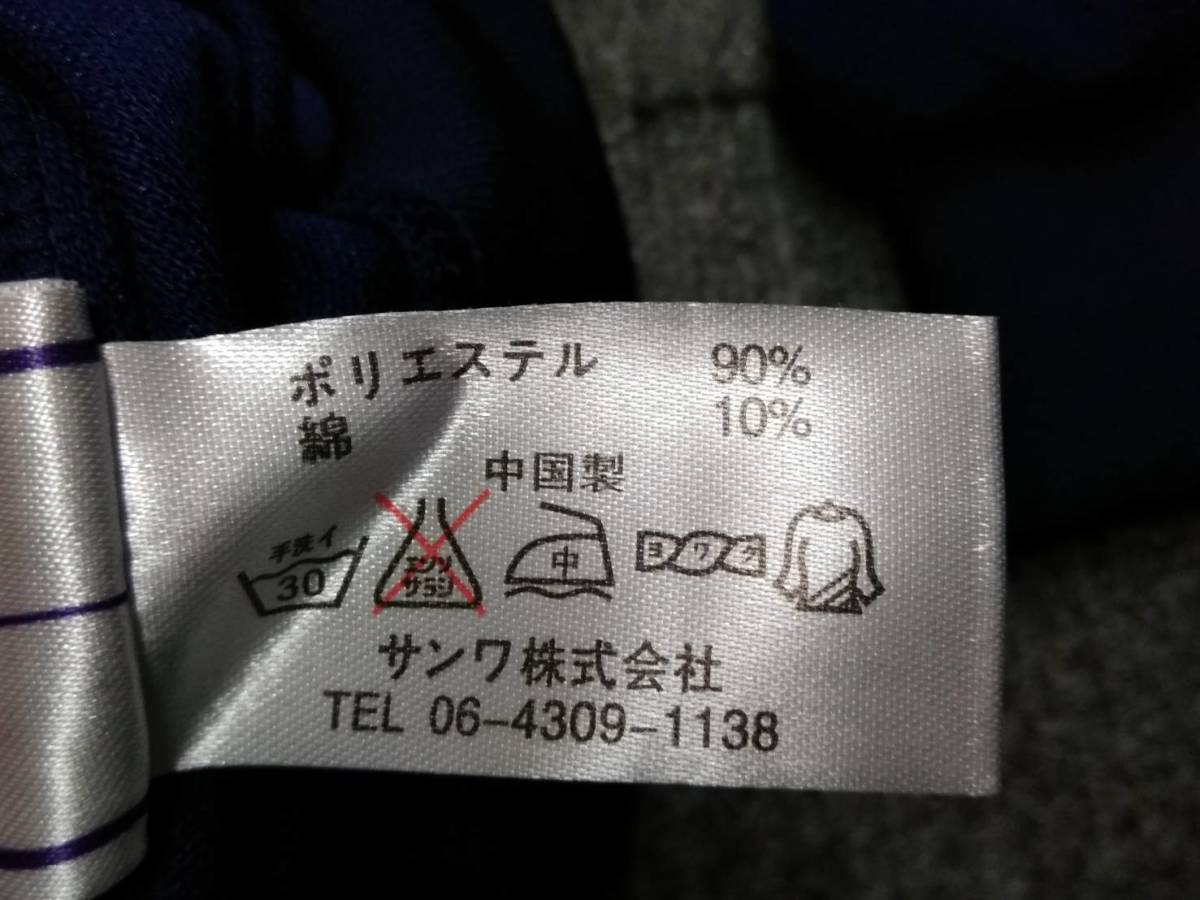 ポリエステル 90%
綿 10%
中国製
手洗イ 30 エンソサラシ 中 ヨワク
サンワ株式会社
TEL 06-4309-1138